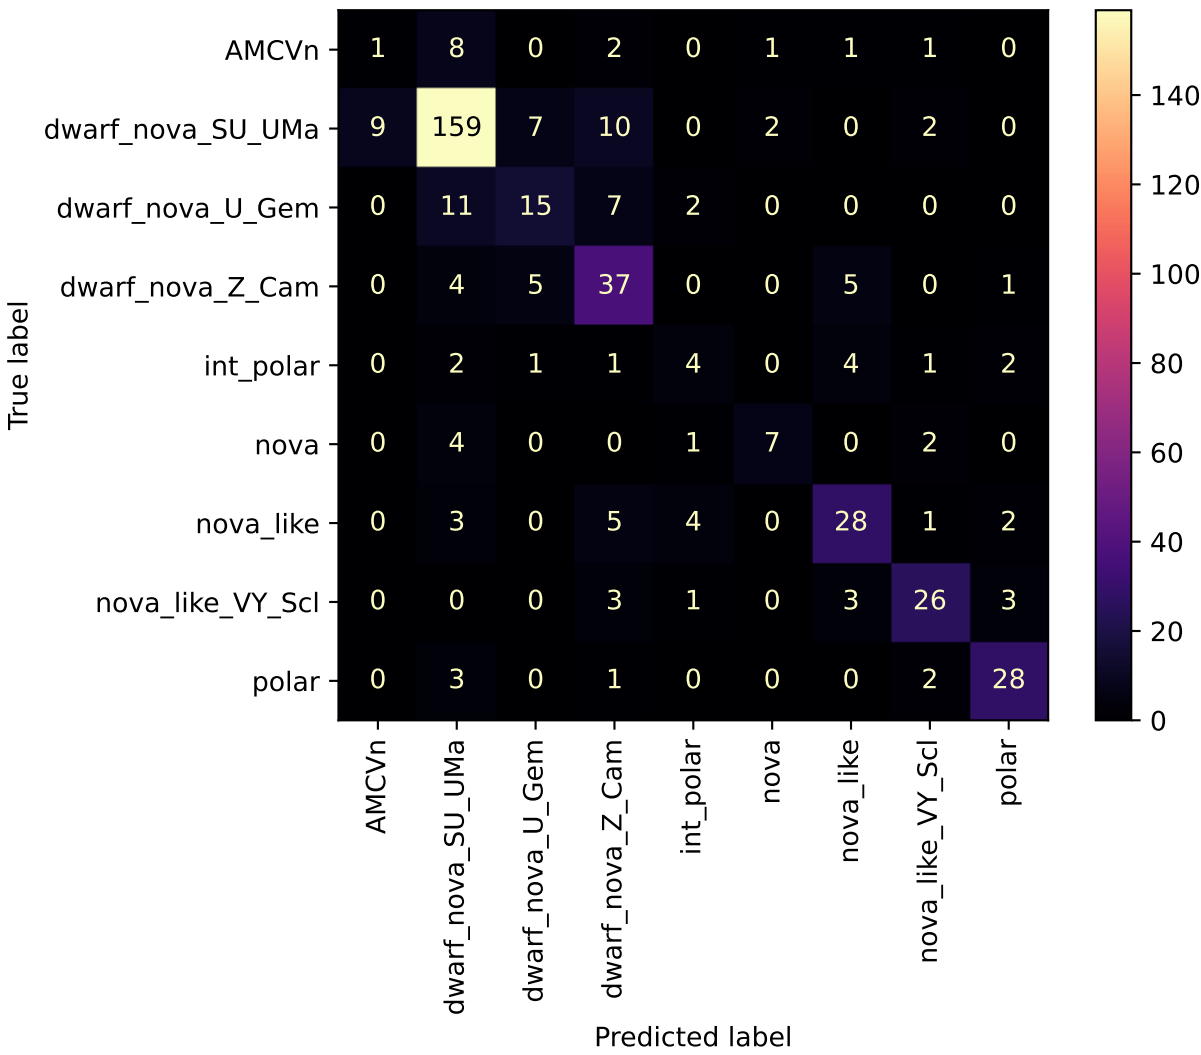 AMCVn 1 8 0 2 0 1 1 1 0
dwarf_nova_SU_UMa 9 159 7 10 0 2 0 2 0
dwarf_nova_U_Gem 0 11 15 7 2 0 0 0 0
dwarf_nova_Z_Cam 0 4 5 37 0 0 5 0 1
int_polar 0 2 1 1 4 0 4 1 2
nova 0 4 0 0 1 7 0 2 0
nova_like 0 3 0 5 4 0 28 1 2
nova_like_VY_Scl 0 0 0 3 1 0 3 26 3
polar 0 3 0 1 0 0 0 2 28
True label
AMCVn
dwarf_nova_SU_UMa
dwarf_nova_U_Gem
dwarf_nova_Z_Cam
int_polar
nova
nova_like
nova_like_VY_Scl
polar
Predicted label
140
120
100
80
60
40
20
0